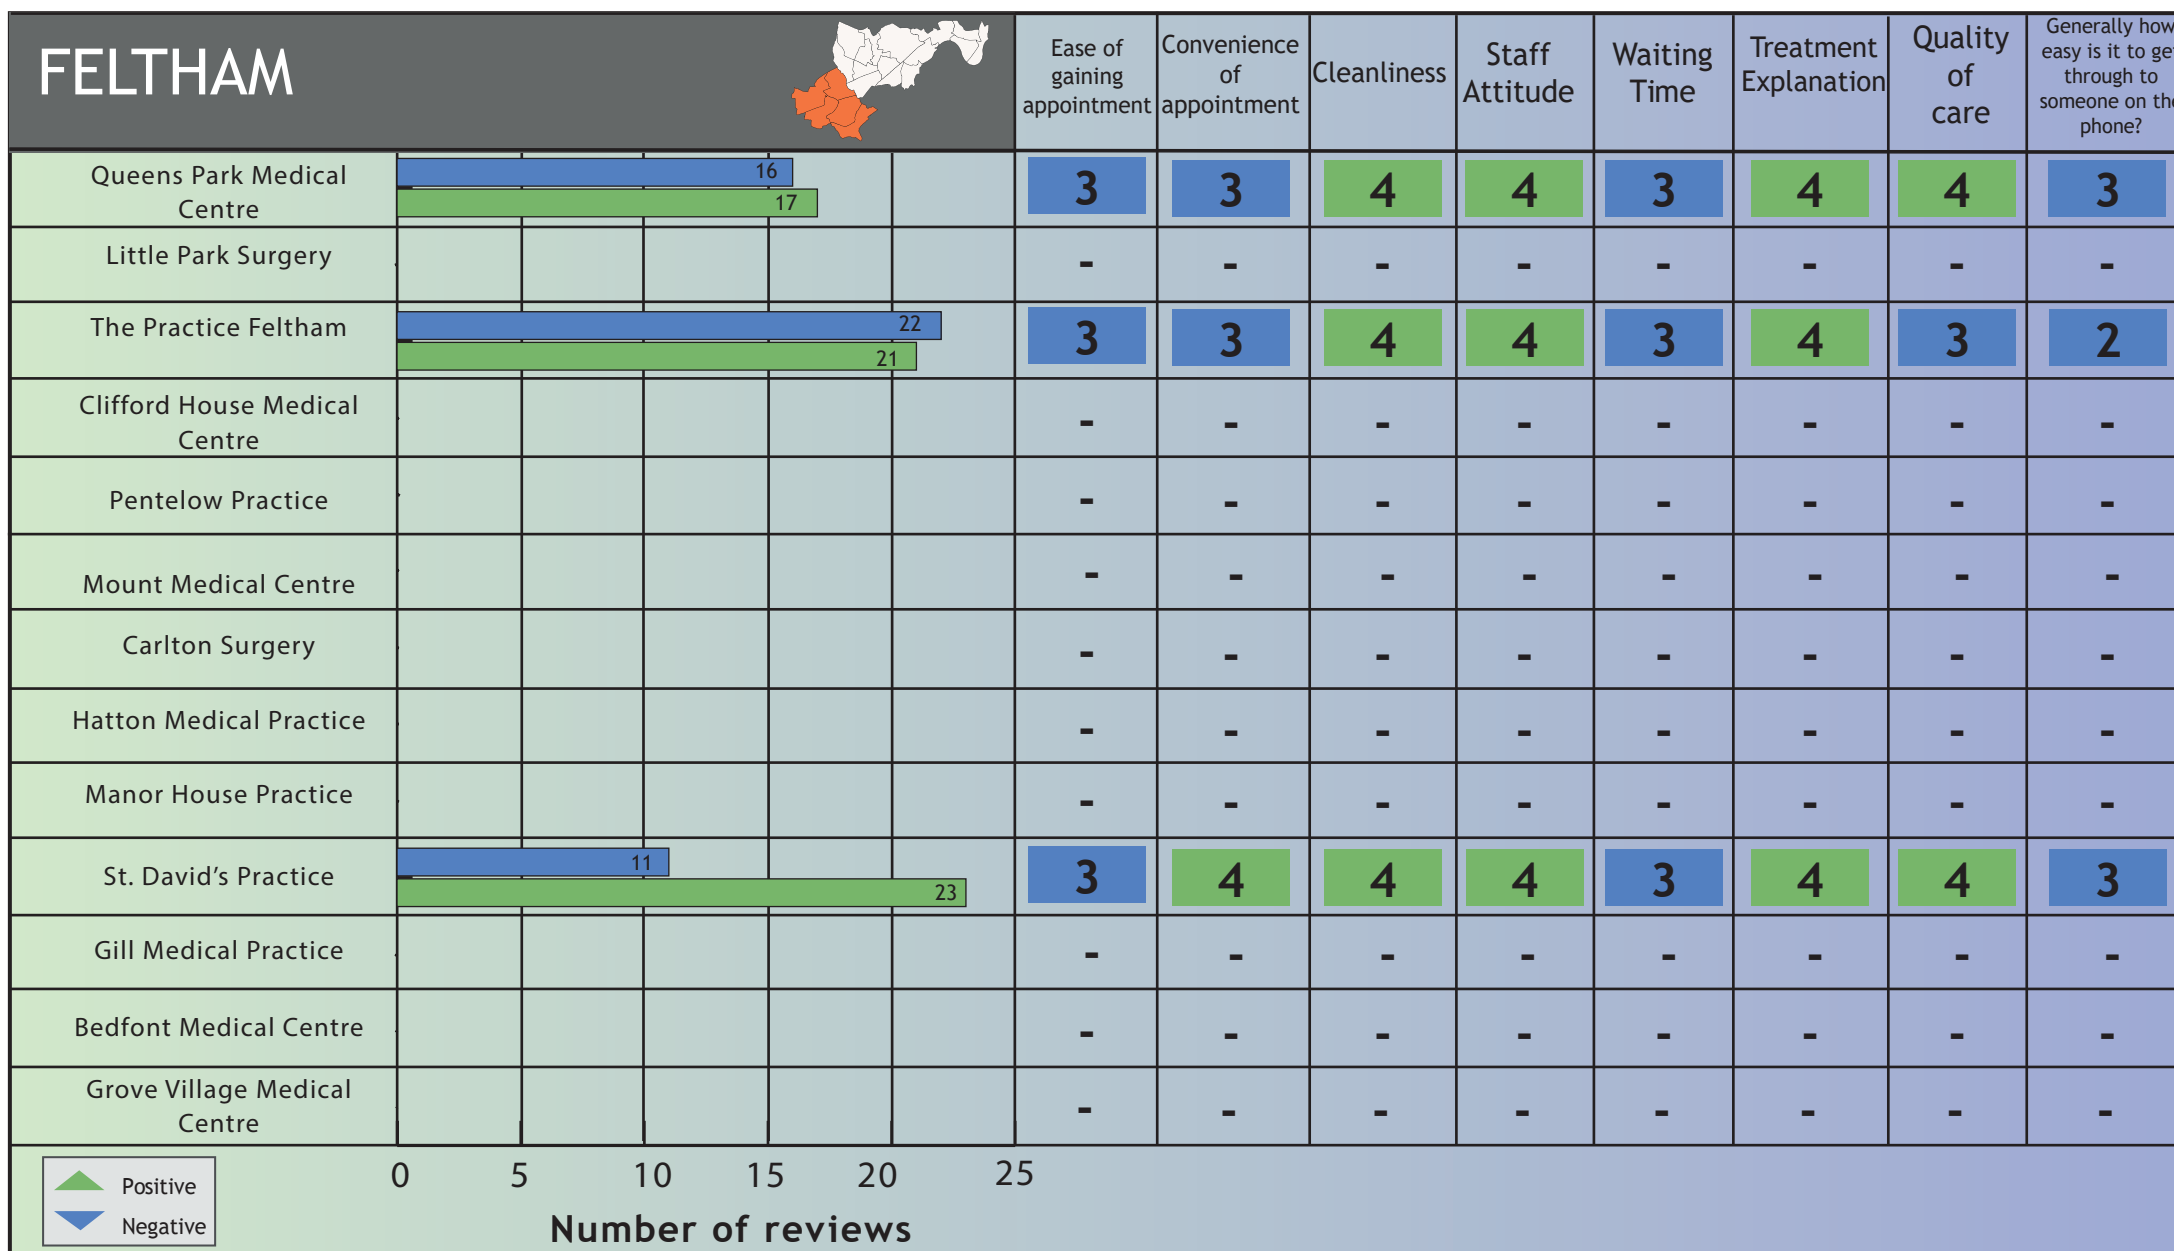 FELTHAM
Ease of
gaining
appointment
Convenience
of
appointment
Cleanliness
Staff
Attitude
Waiting
Time
Treatment
Explanation
Quality
of
care
Generally how
easy is it to get
through to
someone on the
phone?
Queens Park Medical
Centre
16
17
3 3 4 4 3 4 4 3
Little Park Surgery
- - - - - - - -
The Practice Feltham
22
21
3 3 4 4 3 4 3 2
Clifford House Medical
Centre
- - - - - - - -
Pentelow Practice
- - - - - - - -
Mount Medical Centre
- - - - - - - -
Carlton Surgery
- - - - - - - -
Hatton Medical Practice
- - - - - - - -
Manor House Practice
- - - - - - - -
St. David’s Practice
11
23
3 4 4 4 3 4 4 3
Gill Medical Practice
- - - - - - - -
Bedfont Medical Centre
- - - - - - - -
Grove Village Medical
Centre
- - - - - - - -
0 5 10 15 20 25
Number of reviews
Positive
Negative